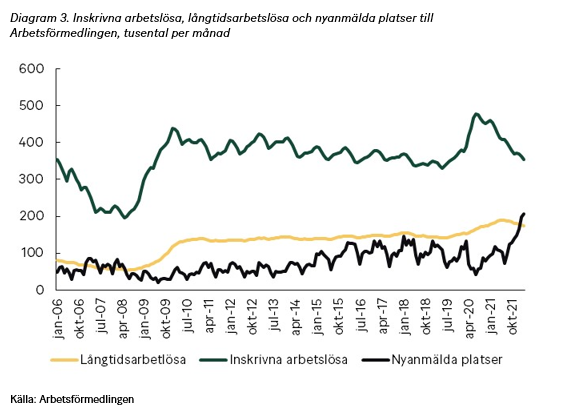 Diagram 3. Inskrivna arbetslösa, långtidsarbetslösa och nyanmälda platser till
Arbetsförmedlingen, tusental per månad
600
500
400
300
200
100
0
jan-06
okt-06
jul-07
apr-08
jan-09
okt-09
jul-10
apr-11
jan-12
okt-12
jul-13
apr-14
jan-15
okt-15
jul-16
apr-17
jan-18
okt-18
jul-19
apr-20
jan-21
okt-21
Långtidsarbetlösa
Inskrivna arbetslösa
Nyanmälda platser
Källa: Arbetsförmedlingen